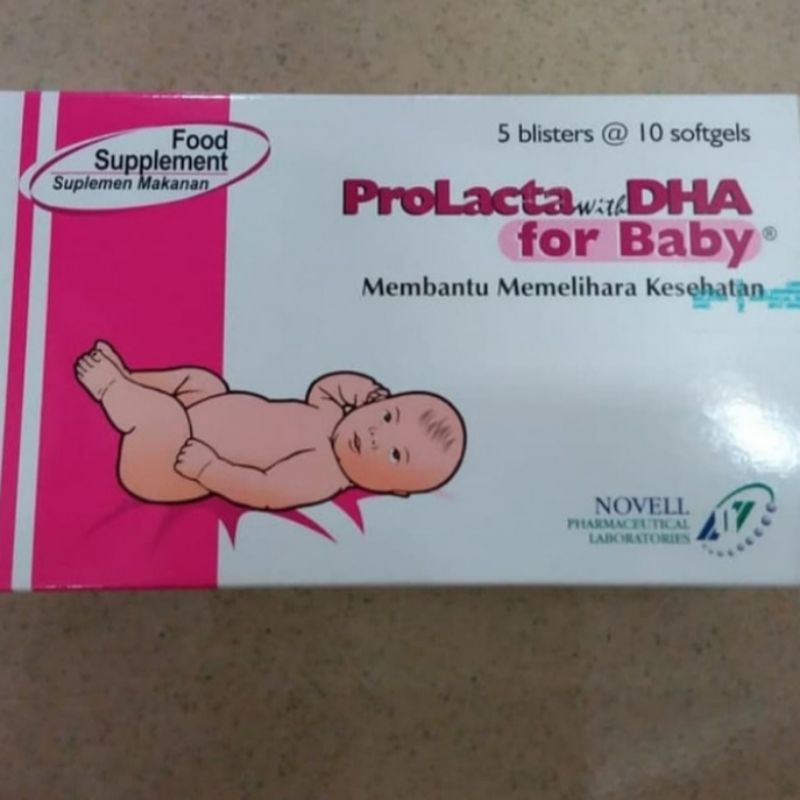 Food
Supplement
Suplemen Makanan
5 blisters @ 10 softgels
ProLacta with DHA
for Baby®
Membantu Memelihara Kesehatan
NOVELL
PHARMACEUTICAL
LABORATORIES